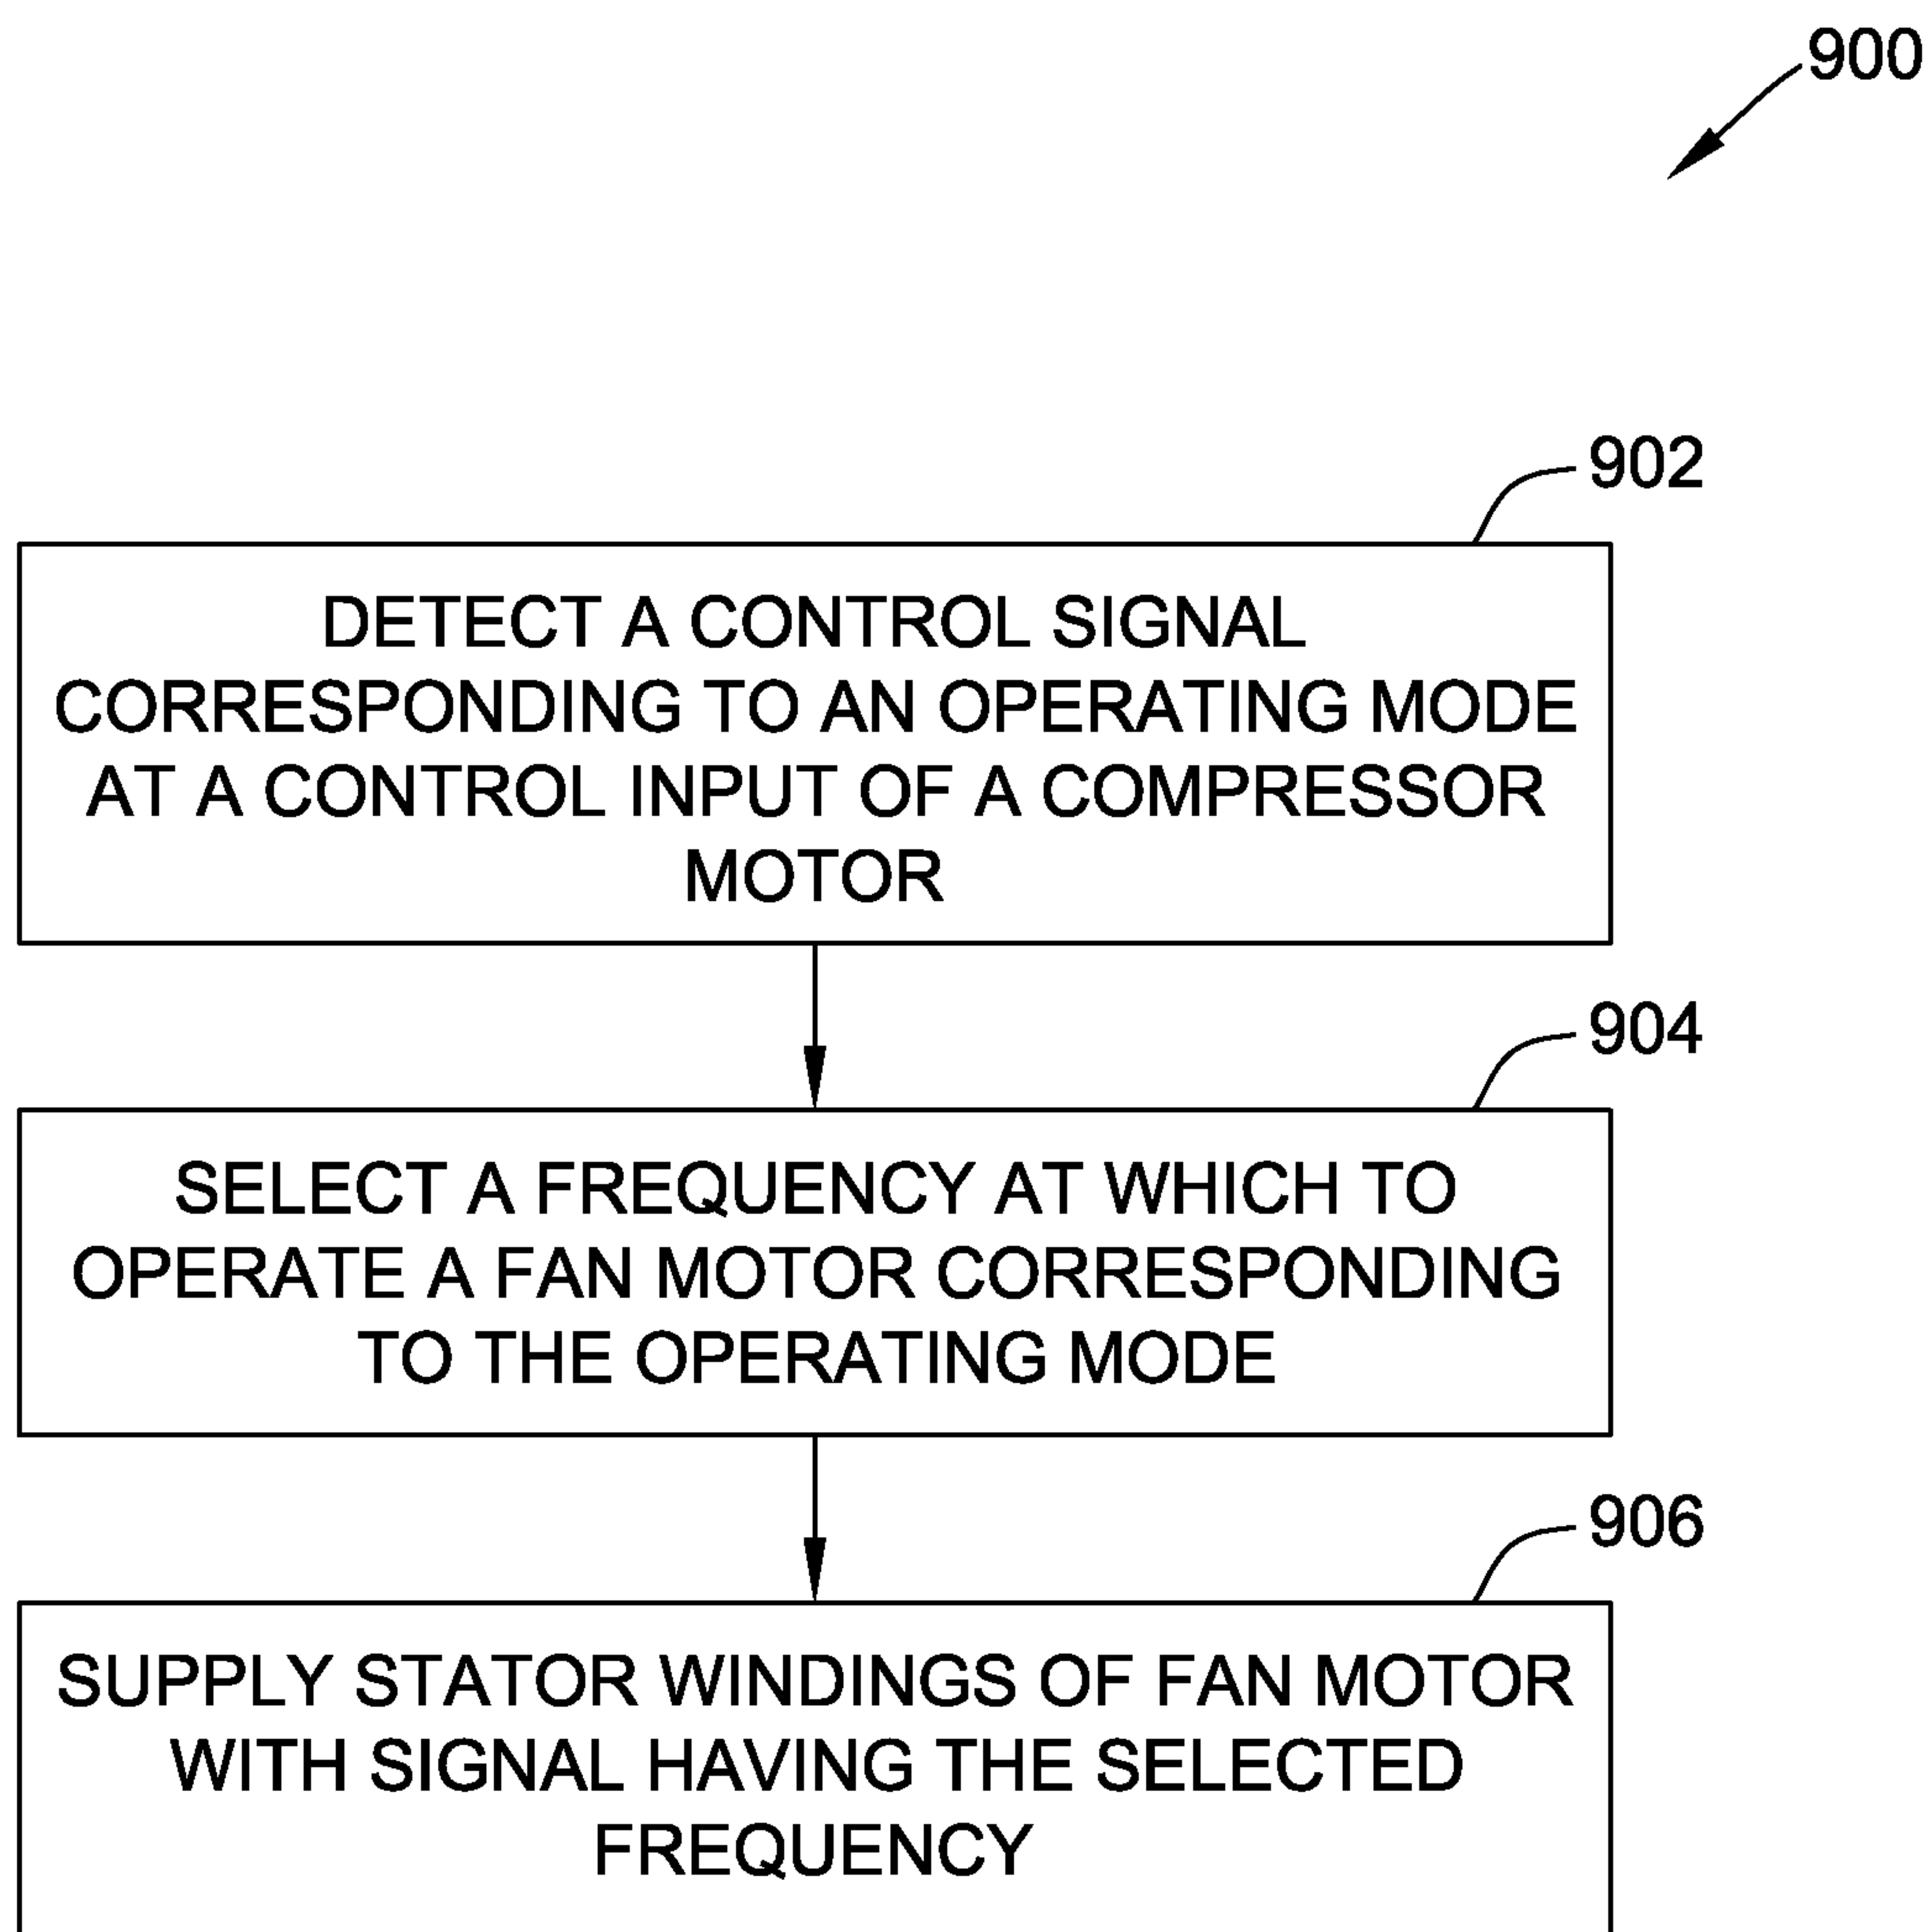 900
902
DETECT A CONTROL SIGNAL
CORRESPONDING TO AN OPERATING MODE
AT A CONTROL INPUT OF A COMPRESSOR
MOTOR
904
SELECT A FREQUENCY AT WHICH TO
OPERATE A FAN MOTOR CORRESPONDING
TO THE OPERATING MODE
906
SUPPLY STATOR WINDINGS OF FAN MOTOR
WITH SIGNAL HAVING THE SELECTED
FREQUENCY